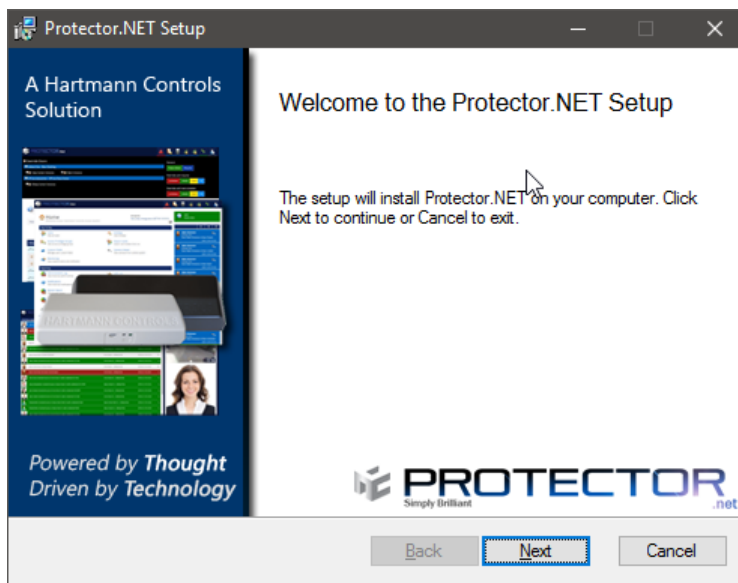 Protector.NET Setup
A Hartmann Controls
Solution
Welcome to the Protector.NET Setup
The setup will install Protector.NET on your computer. Click
Next to continue or Cancel to exit.
HARTMANN CONTROLS
Powered by Thought
Driven by Technology
PROTECTOR
Simply Brilliant
.net
Back
Next
Cancel